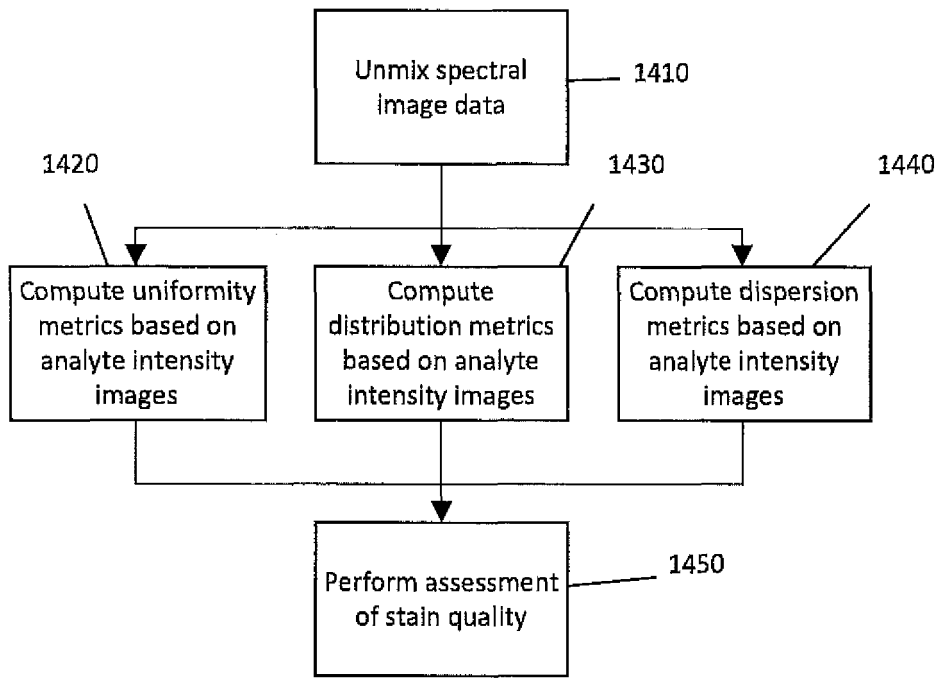 Unmix spectral
image data
1410
1420
1430
1440
Compute uniformity
metrics based on
analyte intensity
images
Compute
distribution metrics
based on analyte
intensity images
Compute dispersion
metrics based on
analyte intensity
images
Perform assessment
of stain quality
1450